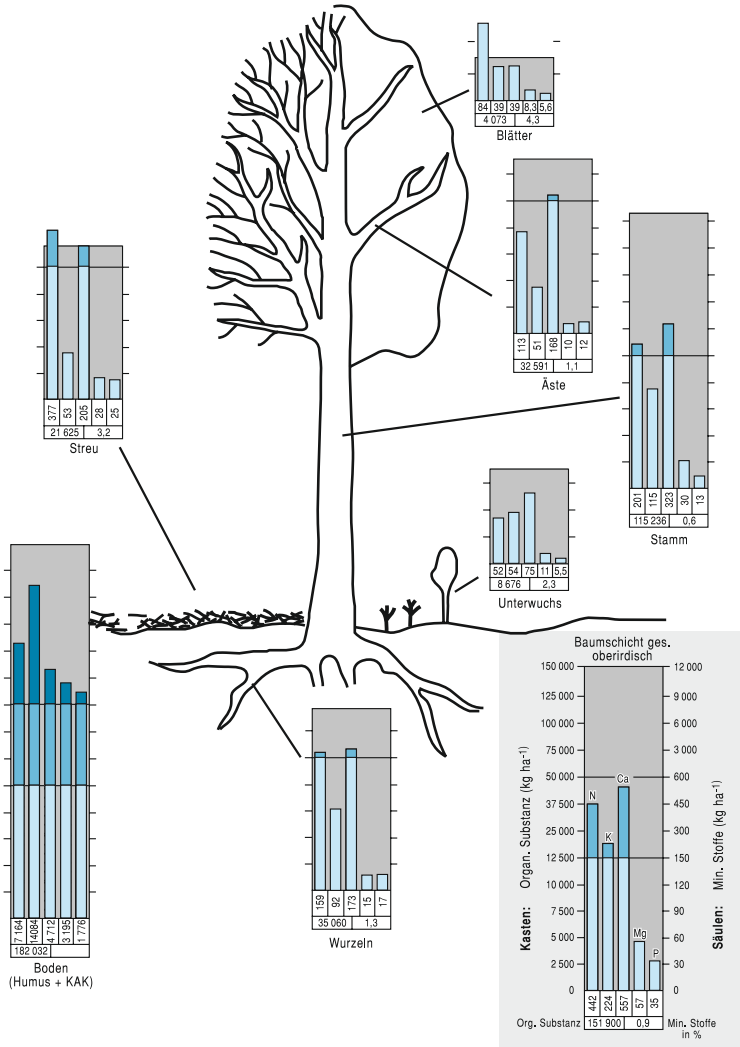 84 39 39 8,3 5,6
4 073 4,3
Blätter
113 51 168 10 12
32 591 1,1
Äste
377 53 205 28 25
21 625 3,2
Streu
201 115 323 30 13
115 236 0,6
Stamm
52 54 75 11 5,5
8 676 2,3
Unterwuchs
7 164 14084 4 712 3 195 1 776
182 032
Boden
(Humus + KAK)
159 92 173 15 17
35 060 1,3
Wurzeln
Baumschicht ges.
oberirdisch
150 000 12 000
125 000 9 000
100 000 6 000
75 000 3 000
50 000 600
37 500 450
25 000 300
12 500 150
10 000 120
7 500 90
5 000 60
2 500 30
0 0
N K Ca Mg P
Kasten: Organ. Substanz (kg ha⁻¹)
Säulen: Min. Stoffe (kg ha⁻¹)
442 224 557 57 35
Org. Substanz 151 900 0,9 Min. Stoffe
in %